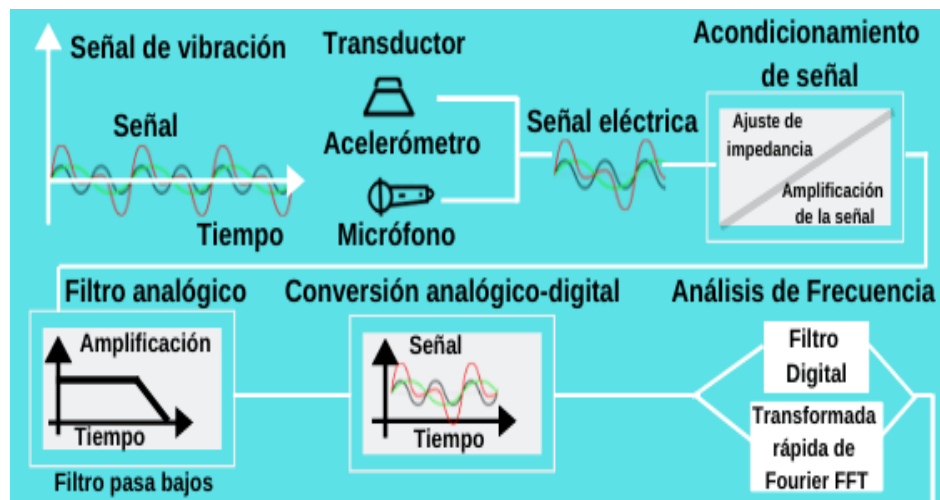 Señal de vibración
Señal
Tiempo
Transductor
Acelerómetro
Micrófono
Señal eléctrica
Acondicionamiento
de señal
Ajuste de
impedancia
Amplificación
de la señal
Filtro analógico
Amplificación
Tiempo
Filtro pasa bajos
Conversión analógico-digital
Señal
Tiempo
Análisis de Frecuencia
Filtro
Digital
Transformada
rápida de
Fourier FFT